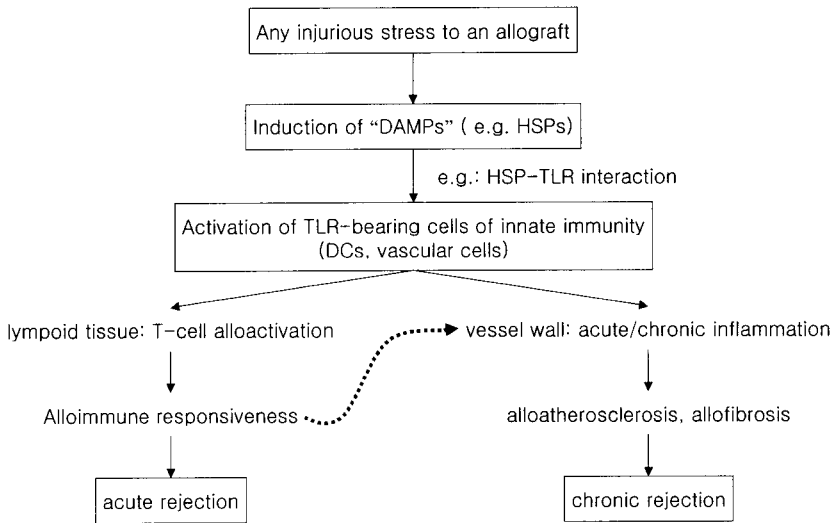 Any injurious stress to an allograft
Induction of “DAMPs” ( e.g. HSPs)
e.g.: HSP-TLR interaction
Activation of TLR-bearing cells of innate immunity
(DCs, vascular cells)
lympoid tissue: T-cell alloactivation
vessel wall: acute/chronic inflammation
Alloimmune responsiveness
alloatherosclerosis, allofibrosis
acute rejection
chronic rejection